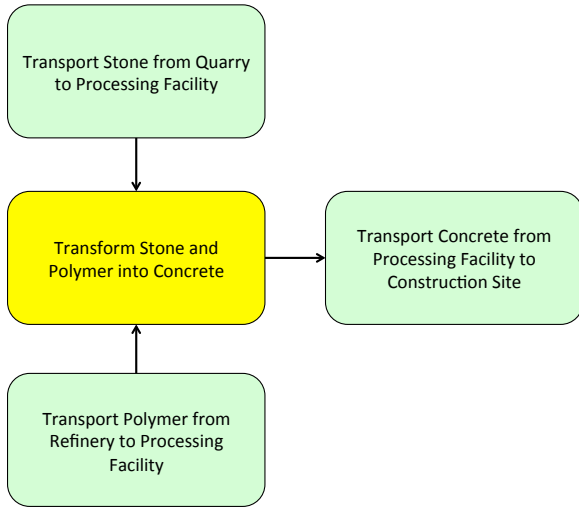 Transport Stone from Quarry
to Processing Facility
Transform Stone and
Polymer into Concrete
Transport Concrete from
Processing Facility to
Construction Site
Transport Polymer from
Refinery to Processing
Facility